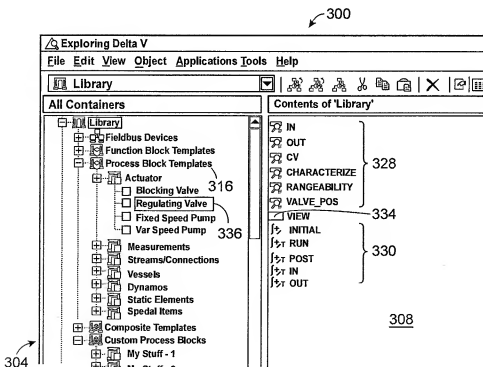 300
Exploring Delta V
File Edit View Object Applications Tools Help
Library
All Containers
Contents of 'Library'
Library
Fieldbus Devices
Function Block Templates
Process Block Templates
316
Actuator
Blocking Valve
Regulating Valve
336
Fixed Speed Pump
Var Speed Pump
Measurements
Streams/Connections
Vessels
Dynamos
Static Elements
Spedal Items
Composite Templates
Custom Process Blocks
My Stuff - 1
304
IN
OUT
CV
CHARACTERIZE
RANGEABILITY
VALVE_POS
328
VIEW
334
INITIAL
RUN
POST
IN
OUT
330
308